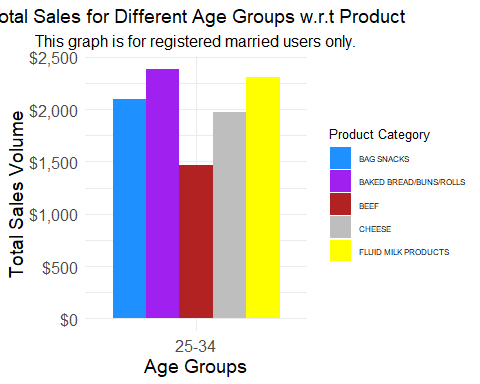 otal Sales for Different Age Groups w.r.t Product
This graph is for registered married users only.
$2,500
$2,000
$1,500
$1,000
$500
$0
Total Sales Volume
25-34
Age Groups
Product Category
BAG SNACKS
BAKED BREAD/BUNS/ROLLS
BEEF
CHEESE
FLUID MILK PRODUCTS